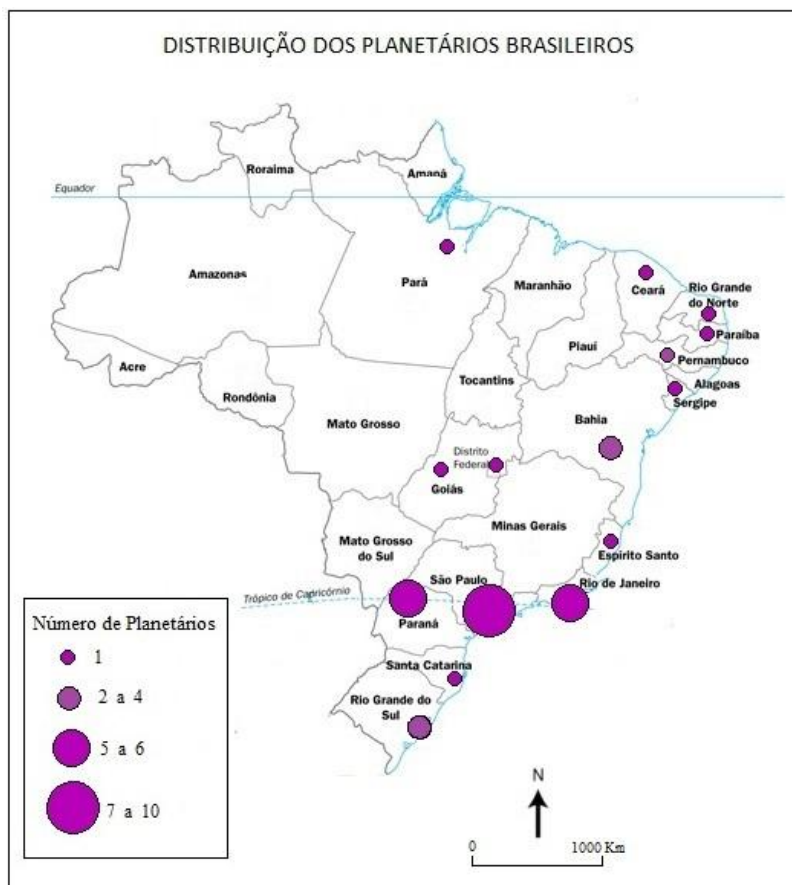 DISTRIBUIÇÃO DOS PLANETÁRIOS BRASILEIROS
Roraima
Amaná
Equador
Amazonas
Pará
Maranhão
Ceará
Rio Grande
do Norte
Paraíba
Piauí
Pernambuco
Acre
Alagoas
Rondônia
Tocantins
Sergipe
Mato Grosso
Bahia
Distrito
Federal
Goiás
Minas Gerais
Mato Grosso
do Sul
Espírito Santo
São Paulo
Rio de Janeiro
Trópico de Capricórnio
Paraná
Santa Catarina
Rio Grande do
Sul
Número de Planetários
1
2 a 4
5 a 6
7 a 10
N
0 1000 Km